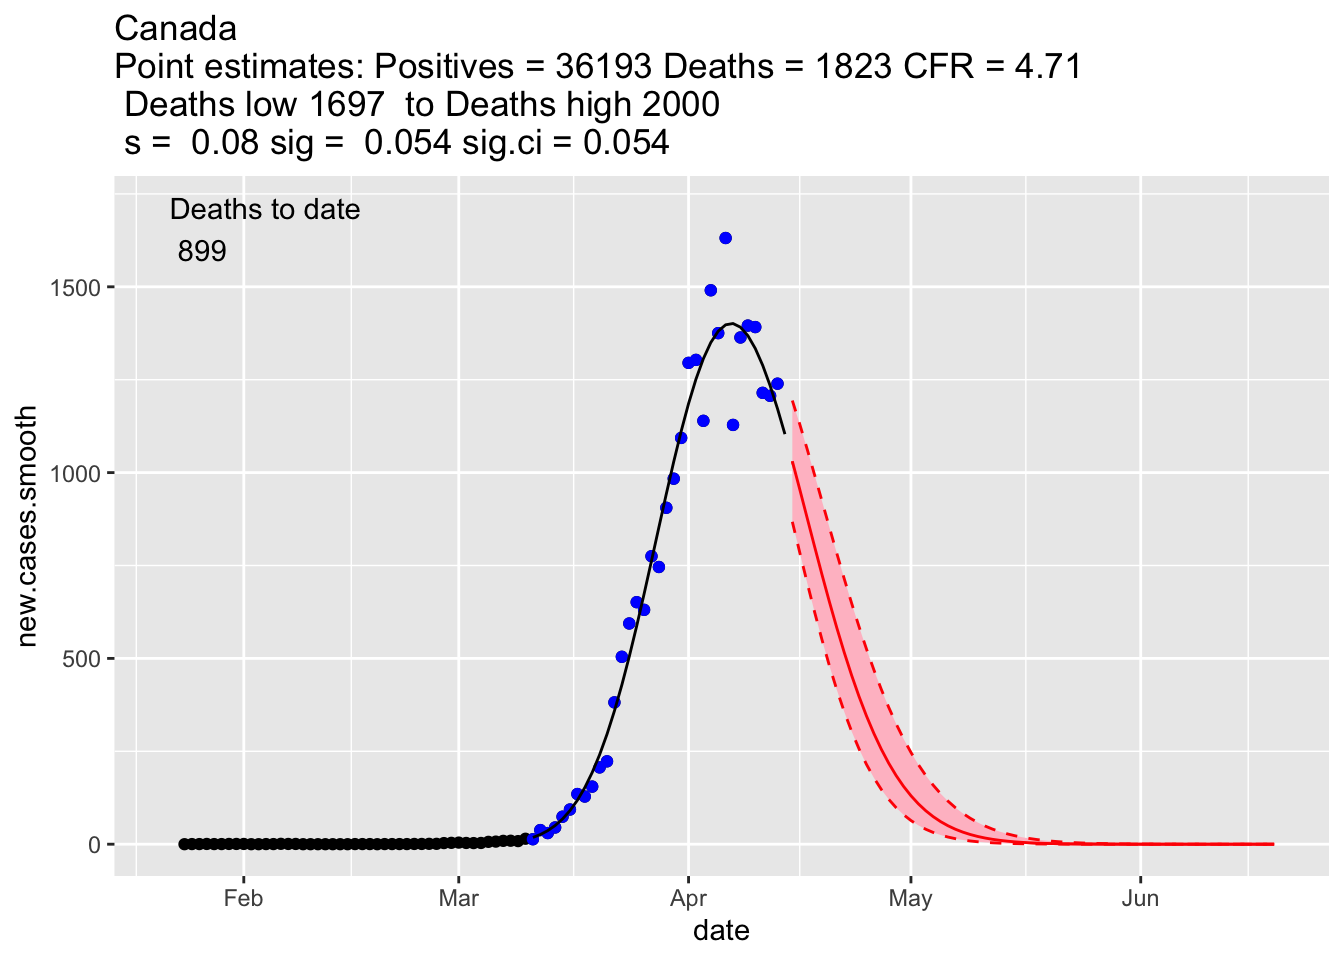 Canada
Point estimates: Positives = 36193 Deaths = 1823 CFR = 4.71
Deaths low 1697  to Deaths high 2000
s =  0.08 sig =  0.054 sig.ci = 0.054
Deaths to date
899
new.cases.smooth
1500
1000
500
0
Feb
Mar
Apr
May
Jun
date